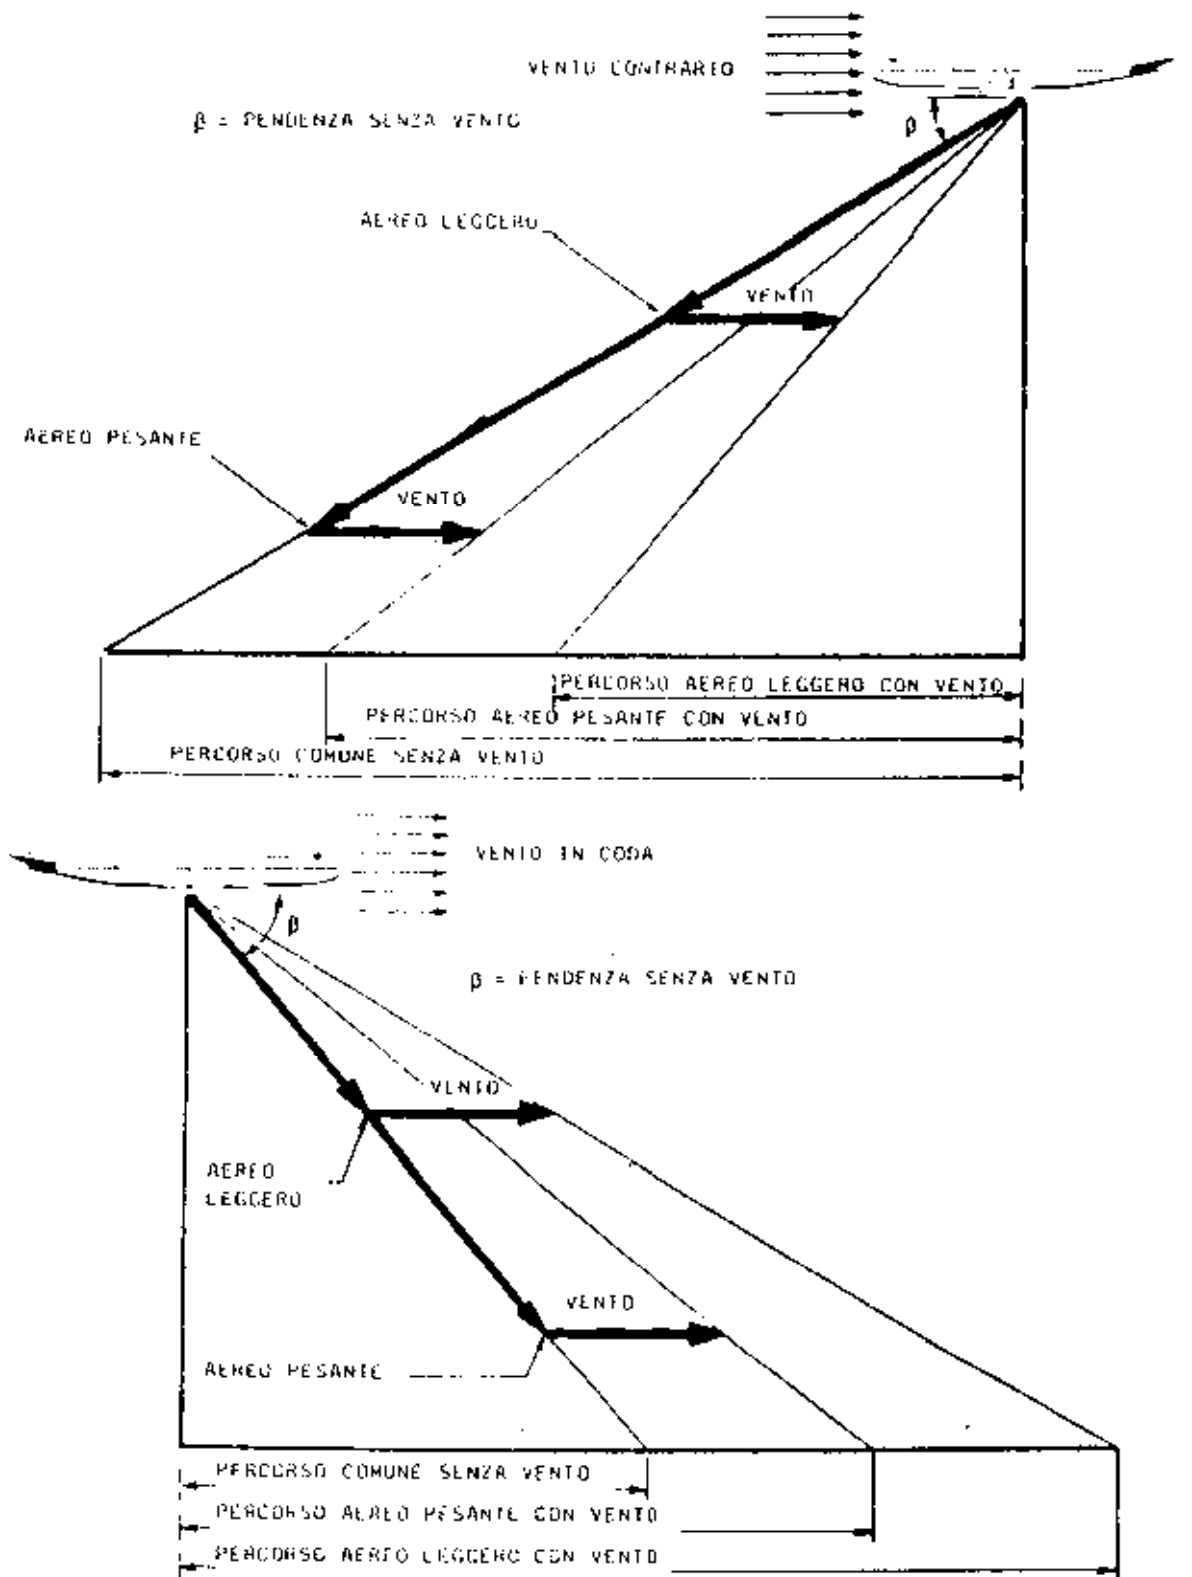 VENTO CONTRARIO
β = PENDENZA SENZA VENTO
β
AEREO LEGGERO
VENTO
AEREO PESANTE
VENTO
PERCORSO AEREO LEGGERO CON VENTO
PERCORSO AEREO PESANTE CON VENTO
PERCORSO COMUNE SENZA VENTO
VENTO IN CODA
β
β = PENDENZA SENZA VENTO
VENTO
AEREO
LEGGERO
VENTO
AEREO PESANTE
PERCORSO COMUNE SENZA VENTO
PERCORSO AEREO PESANTE CON VENTO
PERCORSO AEREO LEGGERO CON VENTO